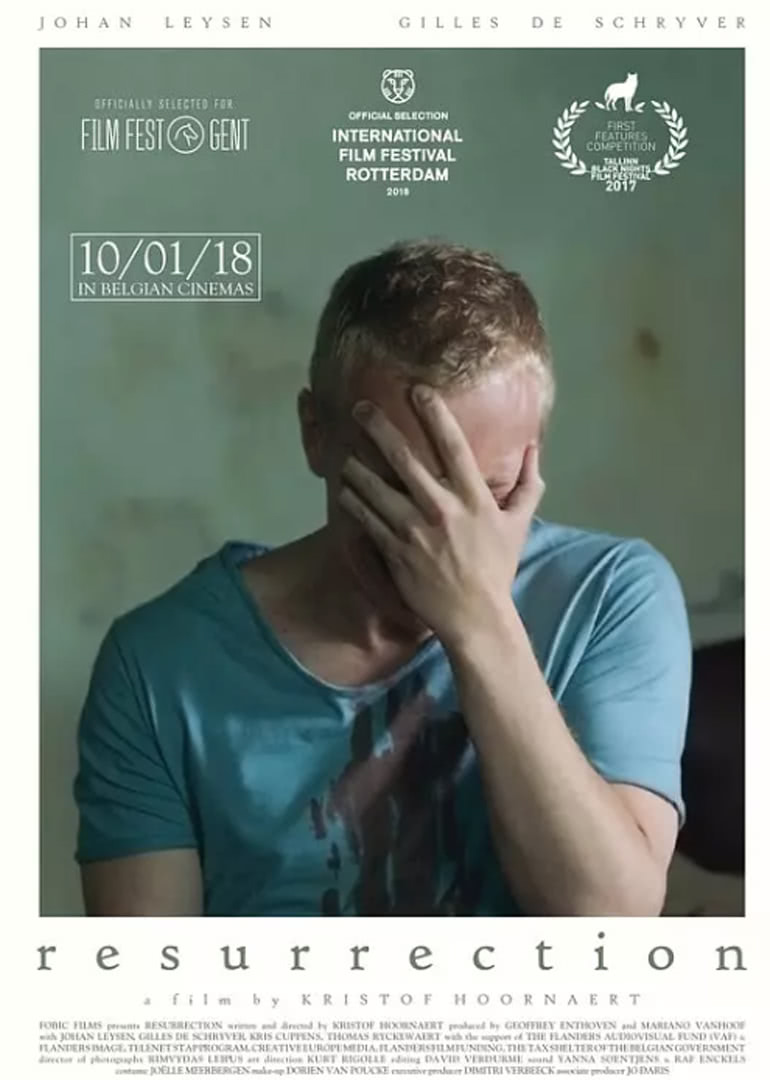 JOHAN LEYSEN GILLES DE SCHRYVER
OFFICIALLY SELECTED FOR
FILM FEST GENT
OFFICIAL SELECTION
INTERNATIONAL
FILM FESTIVAL
ROTTERDAM
2018
FIRST
FEATURES
COMPETITION
TALLINN
BLACK NIGHTS
FILM FESTIVAL
2017
10/01/18
IN BELGIAN CINEMAS
resurrection
a film by KRISTOF HOORNAERT
FOBIC FILMS presents RESURRECTION written and directed by KRISTOF HOORNAERT produced by GEOFFREY ENTHOVEN and MARIANO VANHOOF
with JOHAN LEYSEN, GILLES DE SCHRYVER, KRIS CUPPENS, THOMAS RYCKEWAERT with the support of THE FLANDERS AUDIOVISUAL FUND (VAF) &
FLANDERS IMAGE, TELENET STAP PROGRAM, CREATIVE EUROPE MEDIA, FLANDERS FILM FUNDING, THE TAX SHELTER OF THE BELGIAN GOVERNMENT
director of photography RIMVYDAS LEIPUS art direction KURT RIGOLLE editing DAVID VERDURME sound YANNA SOENTJENS & RAF ENCKELS
costume JOËLLE MEERBERGEN make-up DORIEN VAN POUCKE executive producer DIMITRI VERBEECK associate producer JO DARIS